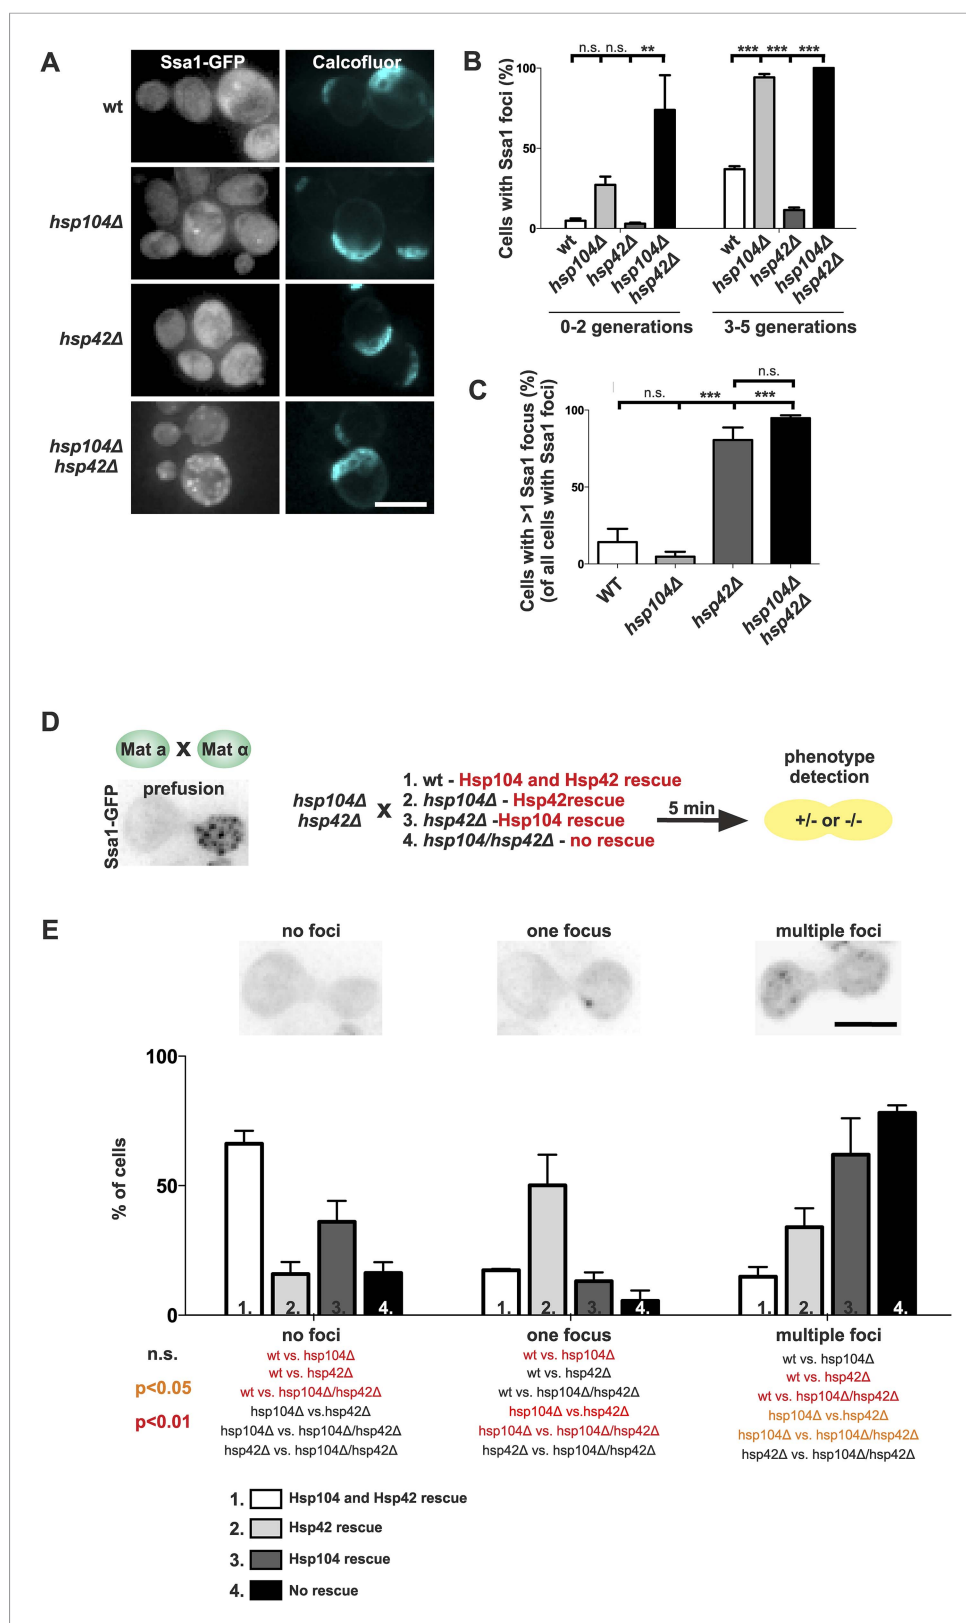 A
Ssa1-GFP
Calcofluor
wt
hsp104Δ
hsp42Δ
hsp104Δ
hsp42Δ
B
n.s. n.s. **
*** *** ***
Cells with Ssa1 foci (%)
100
50
0
wt
hsp104Δ
hsp42Δ
hsp104Δ
hsp42Δ
wt
hsp104Δ
hsp42Δ
hsp104Δ
hsp42Δ
0-2 generations
3-5 generations
C
n.s.
n.s. *** ***
Cells with >1 Ssa1 focus (%)
(of all cells with Ssa1 foci)
100
50
0
WT
hsp104Δ
hsp42Δ
hsp104Δ
hsp42Δ
D
Mat a x Mat α
prefusion
Ssa1-GFP
hsp104Δ
hsp42Δ
x
1. wt - Hsp104 and Hsp42 rescue
2. hsp104Δ - Hsp42rescue
3. hsp42Δ -Hsp104 rescue
4. hsp104/hsp42Δ - no rescue
5 min
phenotype
detection
+/- or -/-
E
no foci
one focus
multiple foci
% of cells
100
50
0
1. 2. 3. 4.
1. 2. 3. 4.
1. 2. 3. 4.
no foci
one focus
multiple foci
n.s.
p<0.05
p<0.01
wt vs. hsp104Δ
wt vs. hsp42Δ
wt vs. hsp104Δ/hsp42Δ
hsp104Δ vs.hsp42Δ
hsp104Δ vs. hsp104Δ/hsp42Δ
hsp42Δ vs. hsp104Δ/hsp42Δ
wt vs. hsp104Δ
wt vs. hsp42Δ
wt vs. hsp104Δ/hsp42Δ
hsp104Δ vs.hsp42Δ
hsp104Δ vs. hsp104Δ/hsp42Δ
hsp42Δ vs. hsp104Δ/hsp42Δ
wt vs. hsp104Δ
wt vs. hsp42Δ
wt vs. hsp104Δ/hsp42Δ
hsp104Δ vs.hsp42Δ
hsp104Δ vs. hsp104Δ/hsp42Δ
hsp42Δ vs. hsp104Δ/hsp42Δ
1. Hsp104 and Hsp42 rescue
2. Hsp42 rescue
3. Hsp104 rescue
4. No rescue